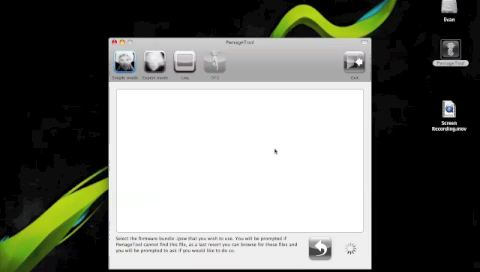 PwnageTool
Evan
Simple mode
Expert mode
Log
Exit
PwnageTool
Screen
Recording.mov
Select the firmware bundle .ipsw that you wish to use. You will be prompted if
PwnageTool cannot find this file, as a last resort you can browse for these files and
you will be prompted to ask if you would like to do so.